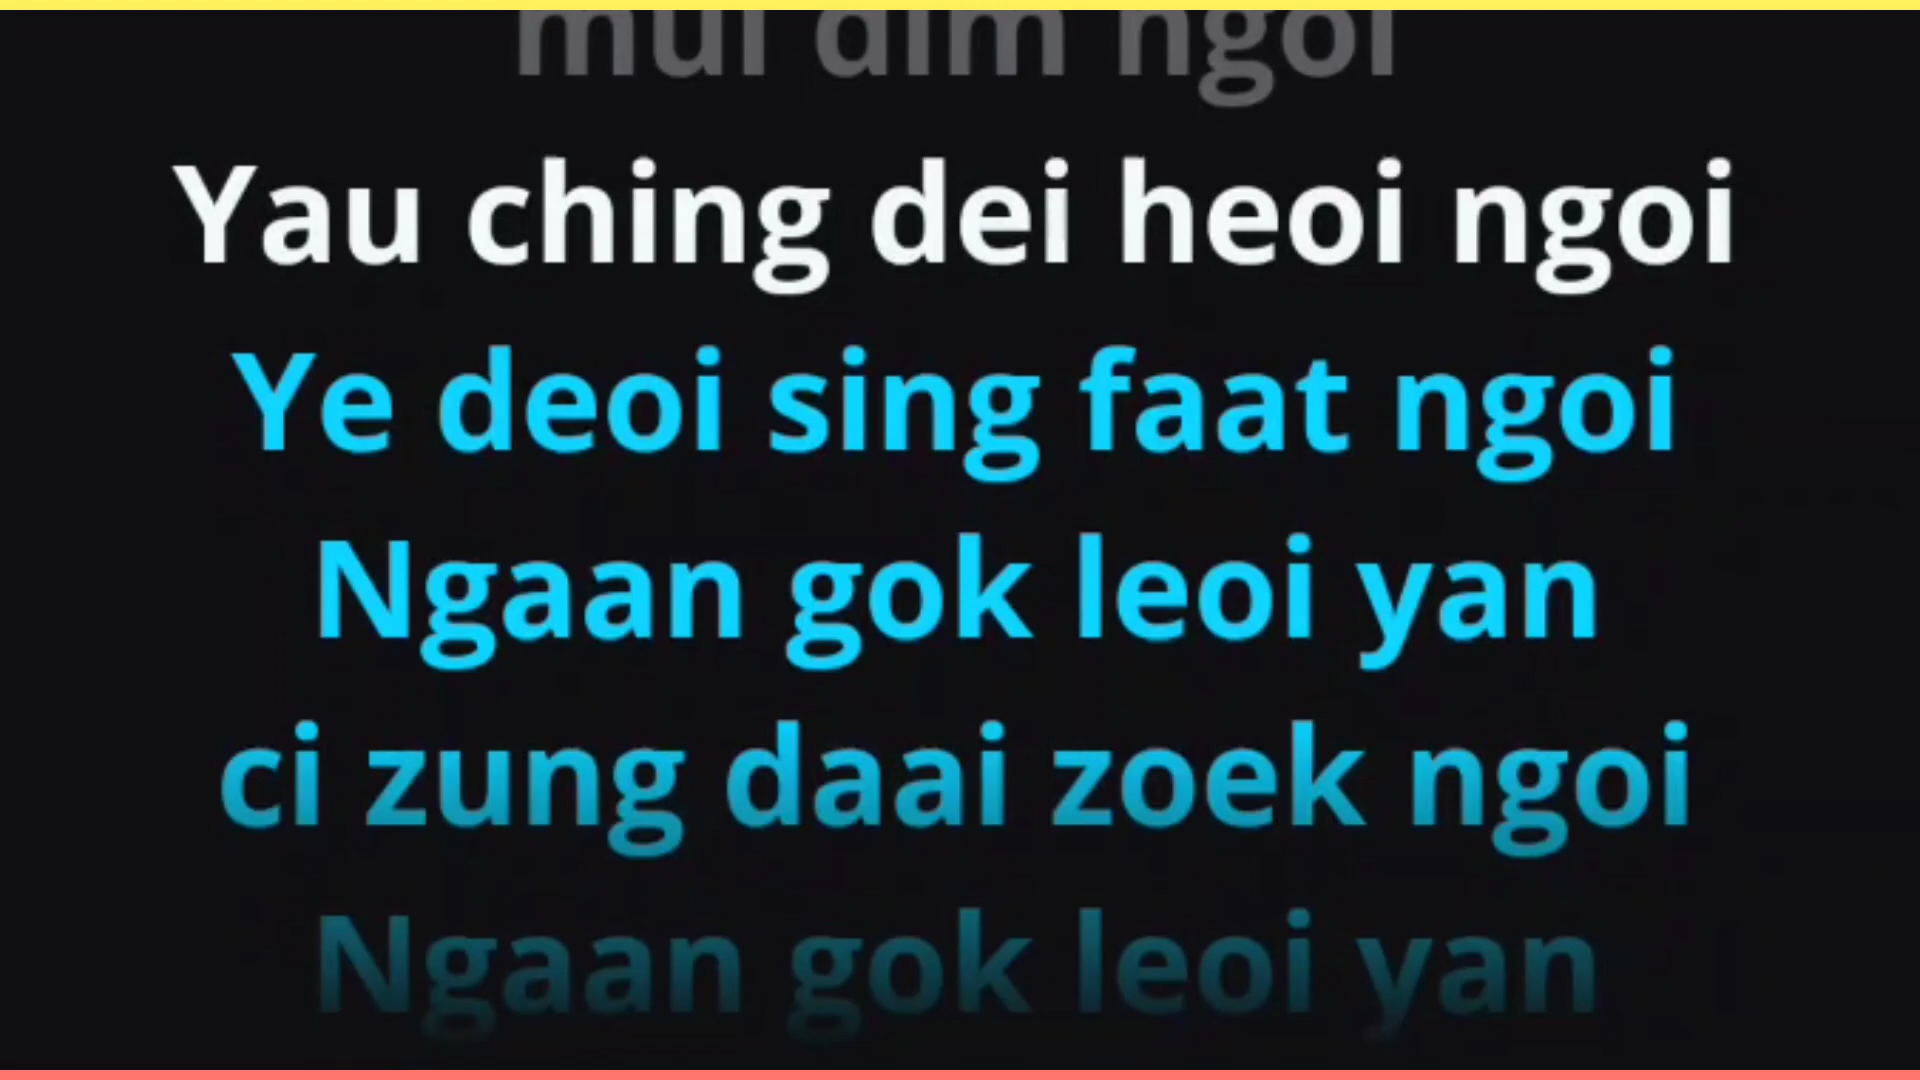 mui dim ngoi
Yau ching dei heoi ngoi
Ye deoi sing faat ngoi
Ngaan gok leoi yan
ci zung daai zoek ngoi
Ngaan gok leoi yan